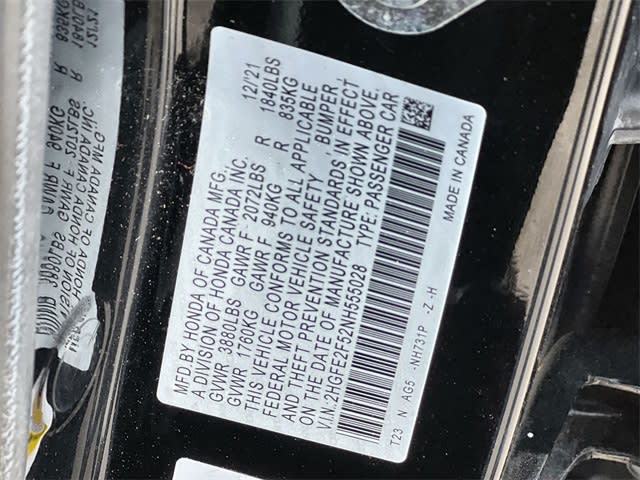 MFD.BY HONDA OF CANADA MFG. 12/21
A DIVISION OF HONDA CANADA INC.
GVWR 3880LBS GAWR F 2072LBS R 1840LBS
GVWR 1760KG GAWR F 940KG R 835KG
THIS VEHICLE CONFORMS TO ALL APPLICABLE
FEDERAL MOTOR VEHICLE SAFETY, BUMPER,
AND THEFT PREVENTION STANDARDS IN EFFECT
ON THE DATE OF MANUFACTURE SHOWN ABOVE.
V.I.N:2HGFE2F52NH555028 TYPE: PASSENGER CAR
T23 N AG5 -NH731P -Z -H MADE IN CANADA